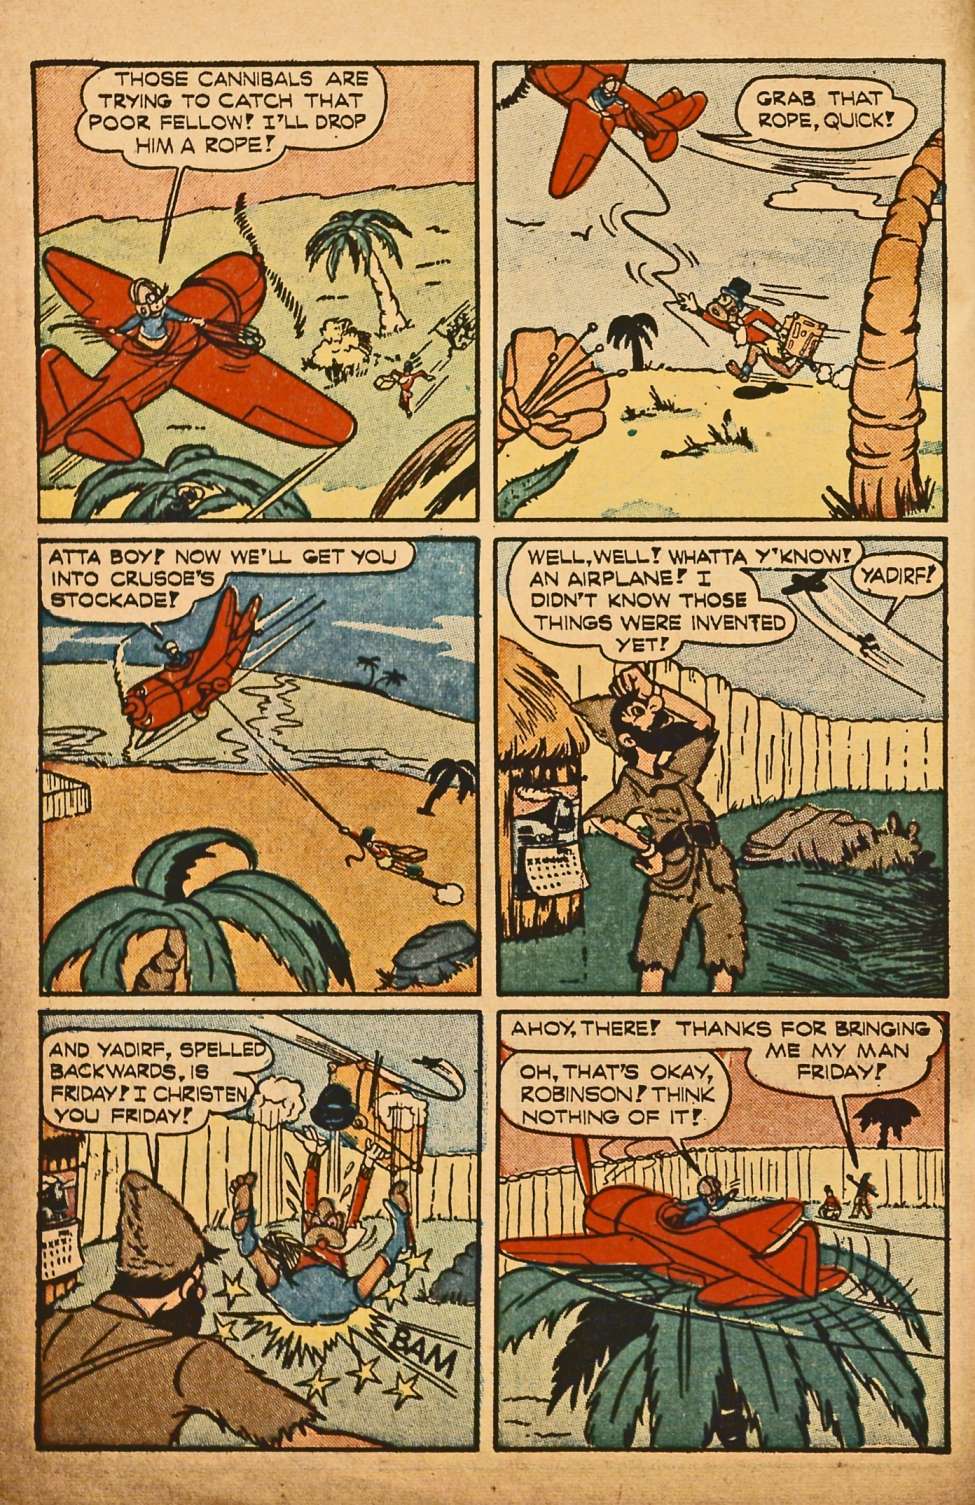 THOSE CANNIBALS ARE
TRYING TO CATCH THAT
POOR FELLOW! I'LL DROP
HIM A ROPE!
GRAB THAT
ROPE, QUICK!
ATTA BOY! NOW WE'LL GET YOU
INTO CRUSOE'S
STOCKADE!
WELL, WELL! WHATTA Y'KNOW!
AN AIRPLANE! I
DIDN'T KNOW THOSE
THINGS WERE INVENTED
YET!
YADIRF!
AND YADIRF, SPELLED
BACKWARDS, IS
FRIDAY! I CHRISTEN
YOU FRIDAY!
BAM
AHOY, THERE! THANKS FOR BRINGING
ME MY MAN
FRIDAY!
OH, THAT'S OKAY,
ROBINSON! THINK
NOTHING OF IT!